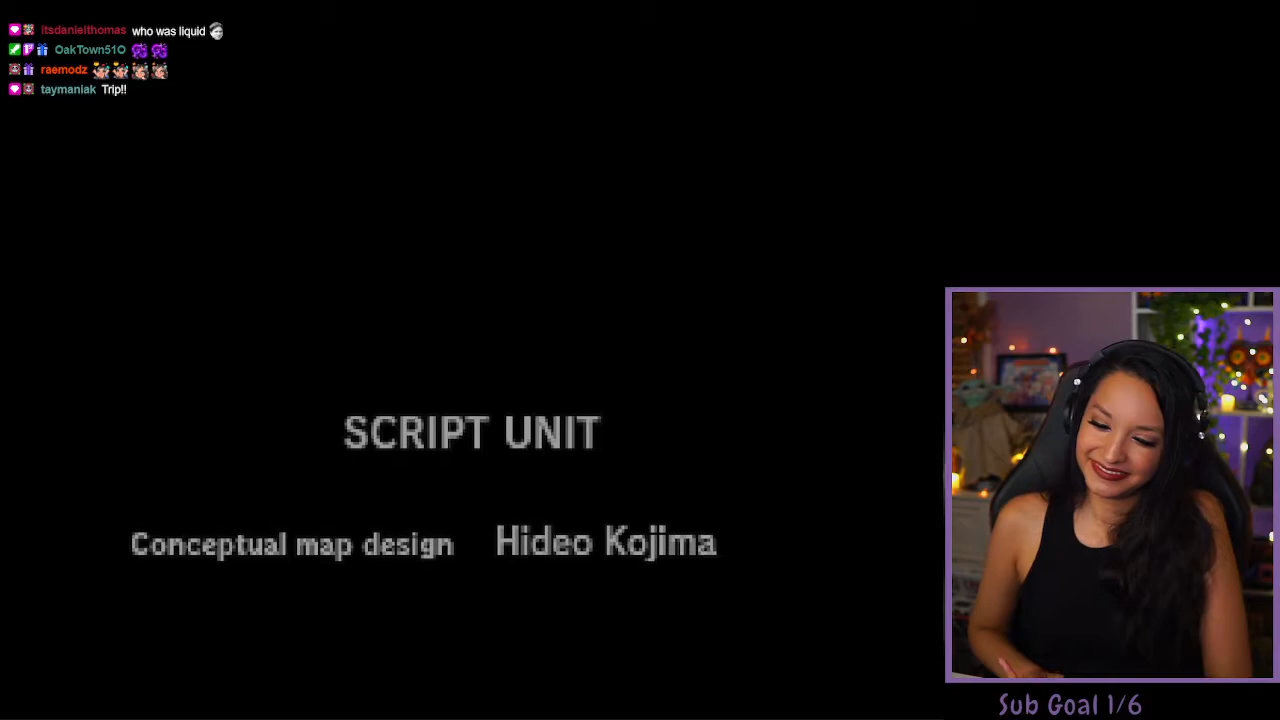 itsdanielthomas who was liquid
OakTown510
raemodz
taymaniak Trip!!
SCRIPT UNIT
Conceptual map design Hideo Kojima
Sub Goal 1/6